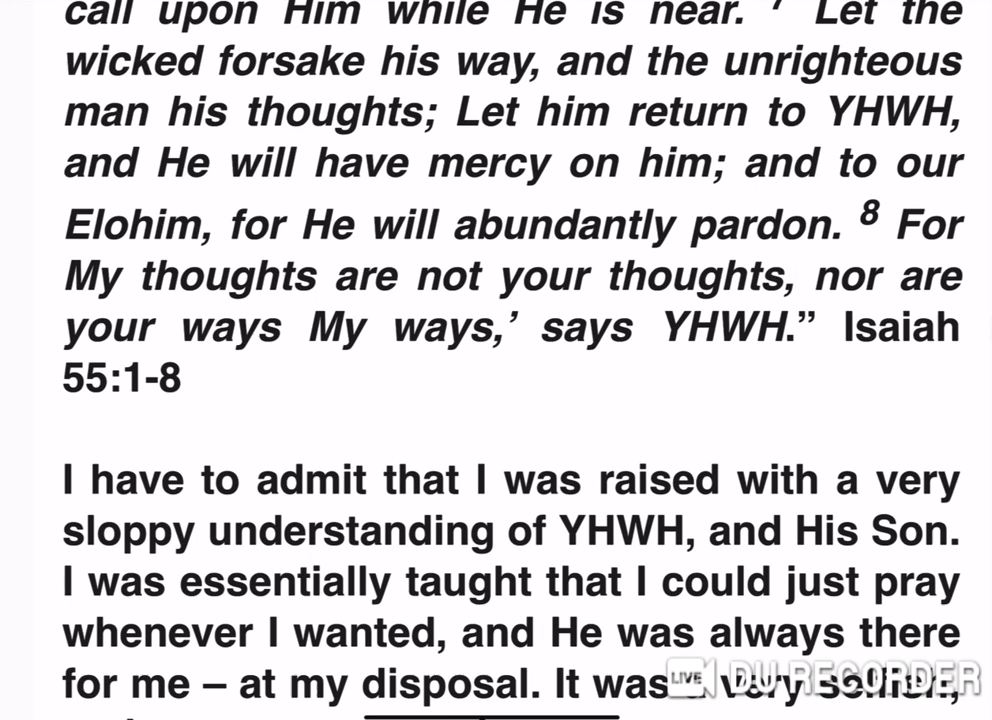 call upon Him while He is near. 7 Let the
wicked forsake his way, and the unrighteous
man his thoughts; Let him return to YHWH,
and He will have mercy on him; and to our
Elohim, for He will abundantly pardon. 8 For
My thoughts are not your thoughts, nor are
your ways My ways,’ says YHWH.” Isaiah
55:1-8
I have to admit that I was raised with a very
sloppy understanding of YHWH, and His Son.
I was essentially taught that I could just pray
whenever I wanted, and He was always there
for me – at my disposal. It was a very selfish,
LIVE DU RECORDER